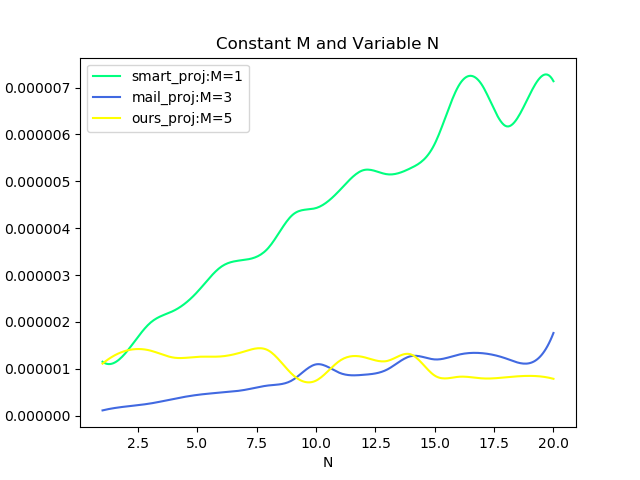 Constant M and Variable N
smart_proj:M=1
mail_proj:M=3
ours_proj:M=5
0.000007
0.000006
0.000005
0.000004
0.000003
0.000002
0.000001
0.000000
2.5 5.0 7.5 10.0 12.5 15.0 17.5 20.0
N